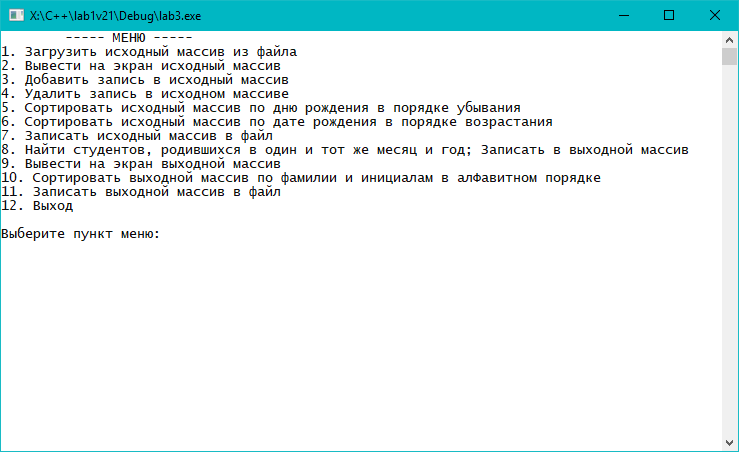 X:\C++\lab1v21\Debug\lab3.exe
----- МЕНЮ -----
1. Загрузить исходный массив из файла
2. Вывести на экран исходный массив
3. Добавить запись в исходный массив
4. Удалить запись в исходном массиве
5. Сортировать исходный массив по дню рождения в порядке убывания
6. Сортировать исходный массив по дате рождения в порядке возрастания
7. Записать исходный массив в файл
8. Найти студентов, родившихся в один и тот же месяц и год; Записать в выходной массив
9. Вывести на экран выходной массив
10. Сортировать выходной массив по фамилии и инициалам в алфавитном порядке
11. Записать выходной массив в файл
12. Выход
Выберите пункт меню: